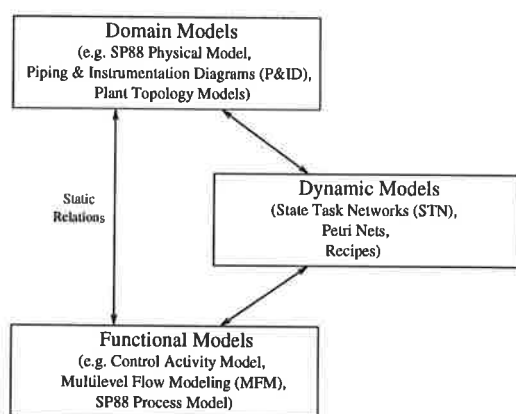 Domain Models
(e.g. SP88 Physical Model,
Piping & Instrumentation Diagrams (P&ID),
Plant Topology Models)
Static
Relations
Dynamic Models
(State Task Networks (STN),
Petri Nets,
Recipes)
Functional Models
(e.g. Control Activity Model,
Multilevel Flow Modeling (MFM),
SP88 Process Model)